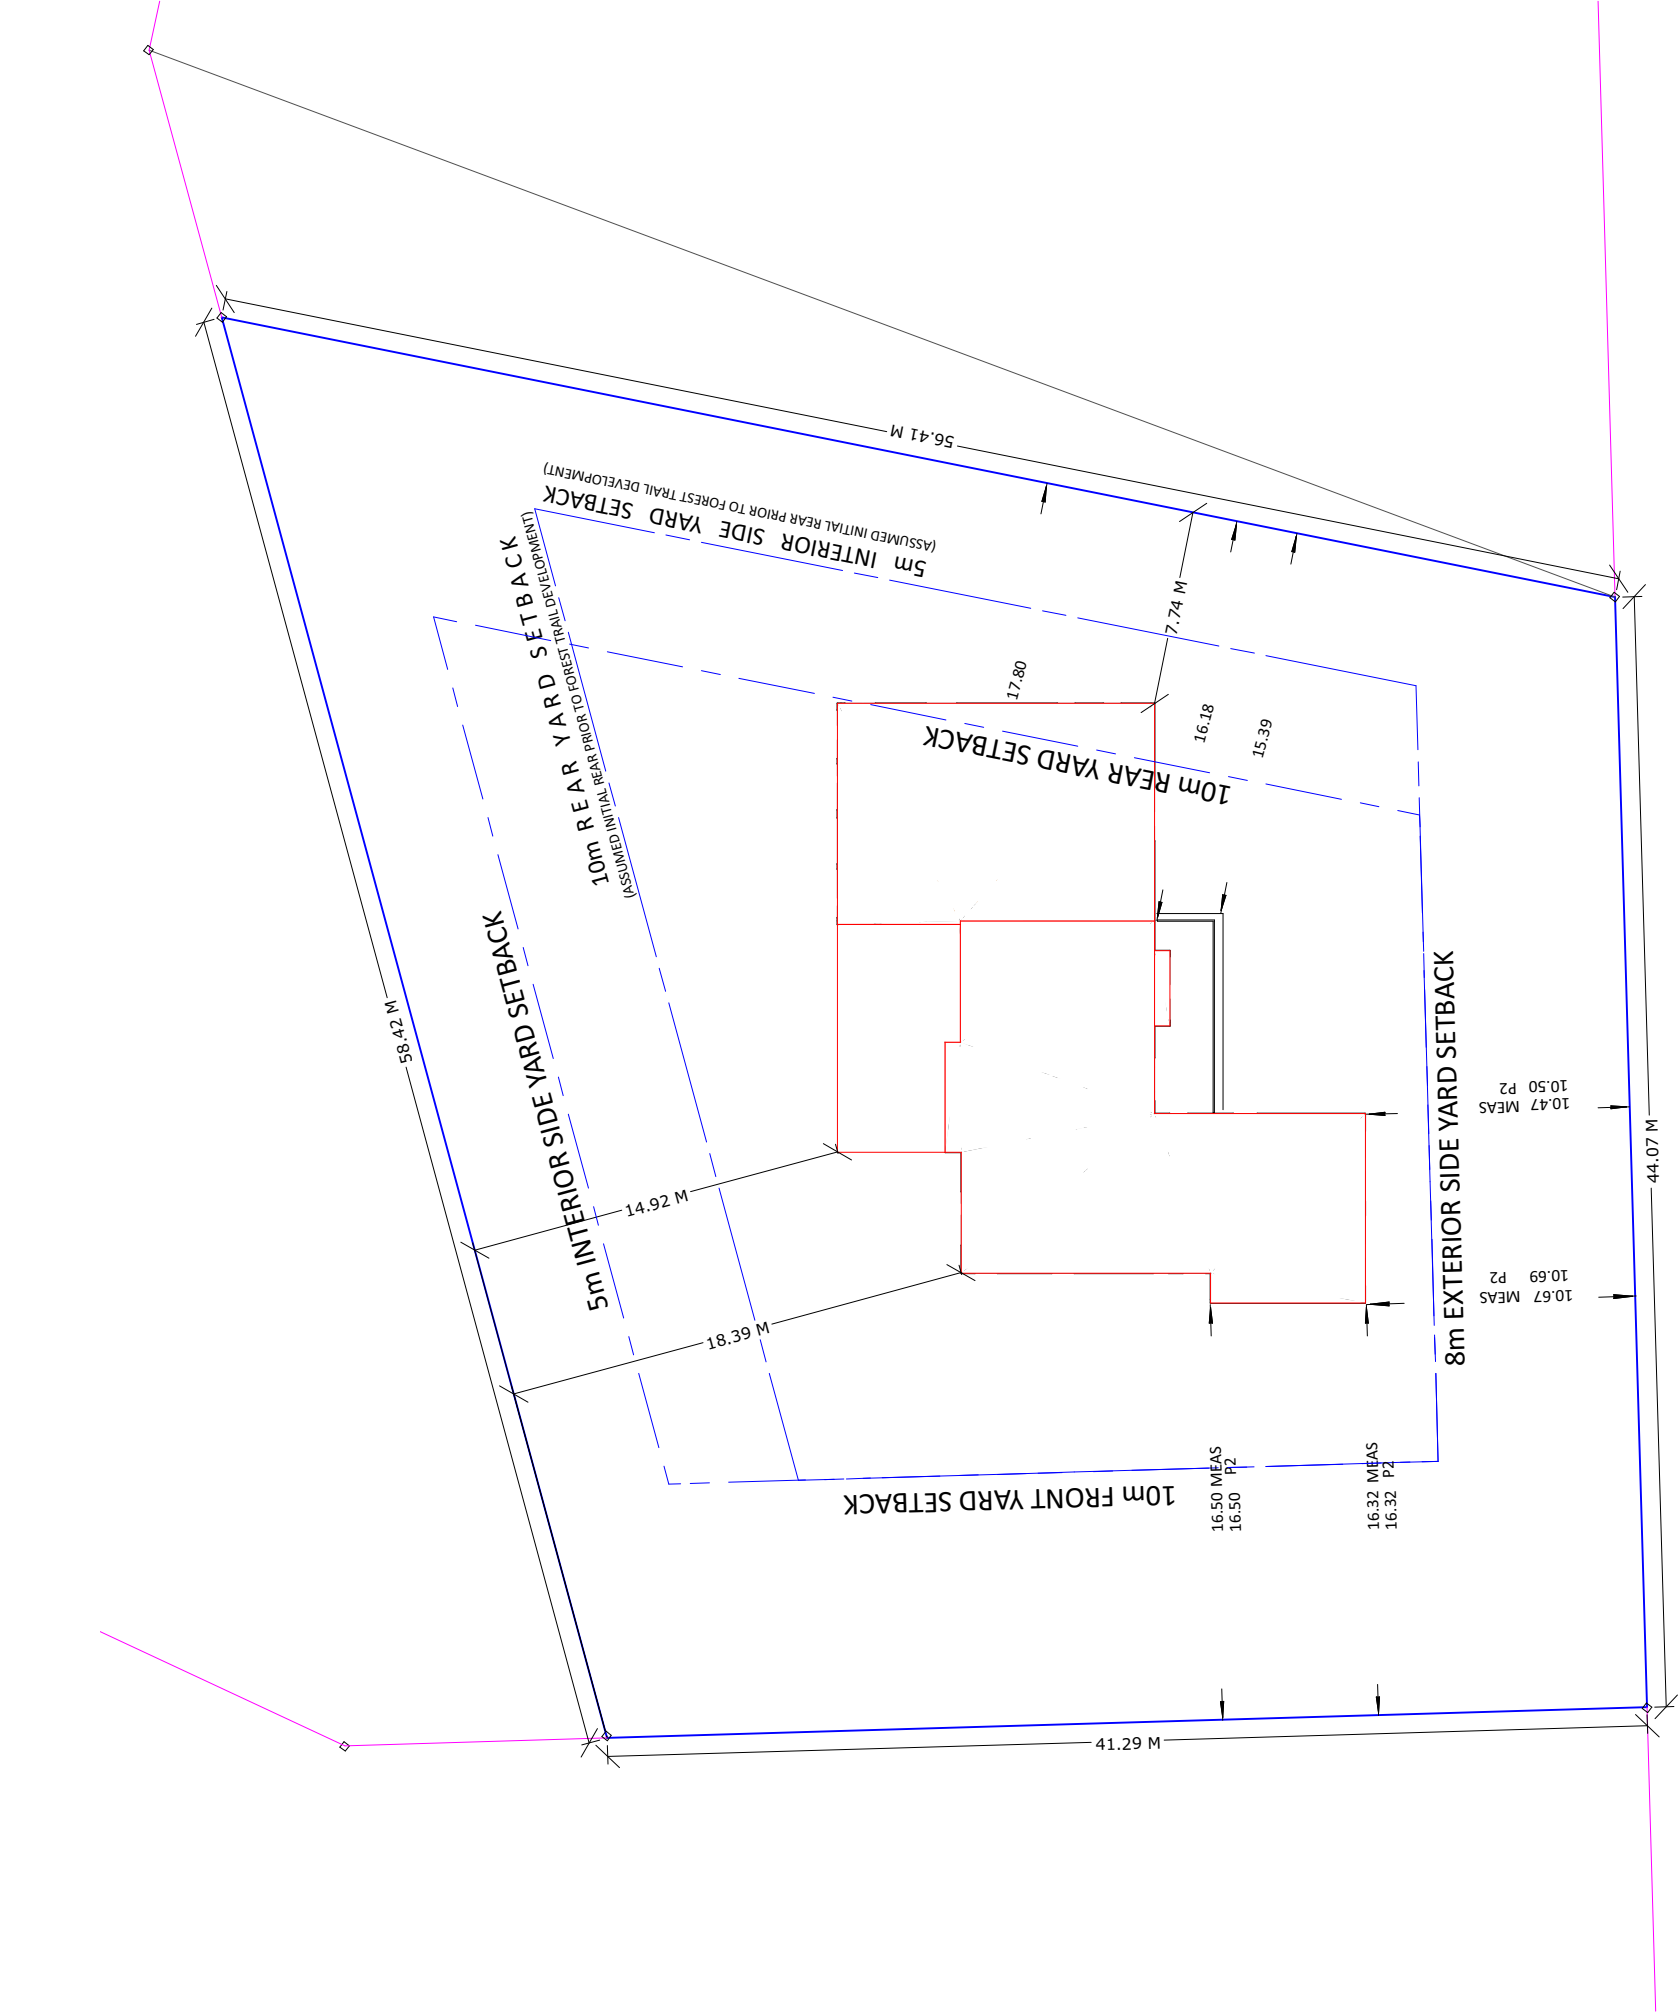 56.41 M
(ASSUMED INITIAL REAR PRIOR TO FOREST TRAIL DEVELOPMENT)
5m INTERIOR SIDE YARD SETBACK
10m REAR YARD SETBACK
(ASSUMED INITIAL REAR PRIOR TO FOREST TRAIL DEVELOPMENT)
7.74 M
17.80
16.18
15.39
10m REAR YARD SETBACK
58.42 M
5m INTERIOR SIDE YARD SETBACK
8m EXTERIOR SIDE YARD SETBACK
10.47 MEAS
10.50 P2
44.07 M
14.92 M
10.67 MEAS
10.69 P2
18.39 M
10m FRONT YARD SETBACK
16.50 MEAS
16.50 P2
16.32 MEAS
16.32 P2
41.29 M